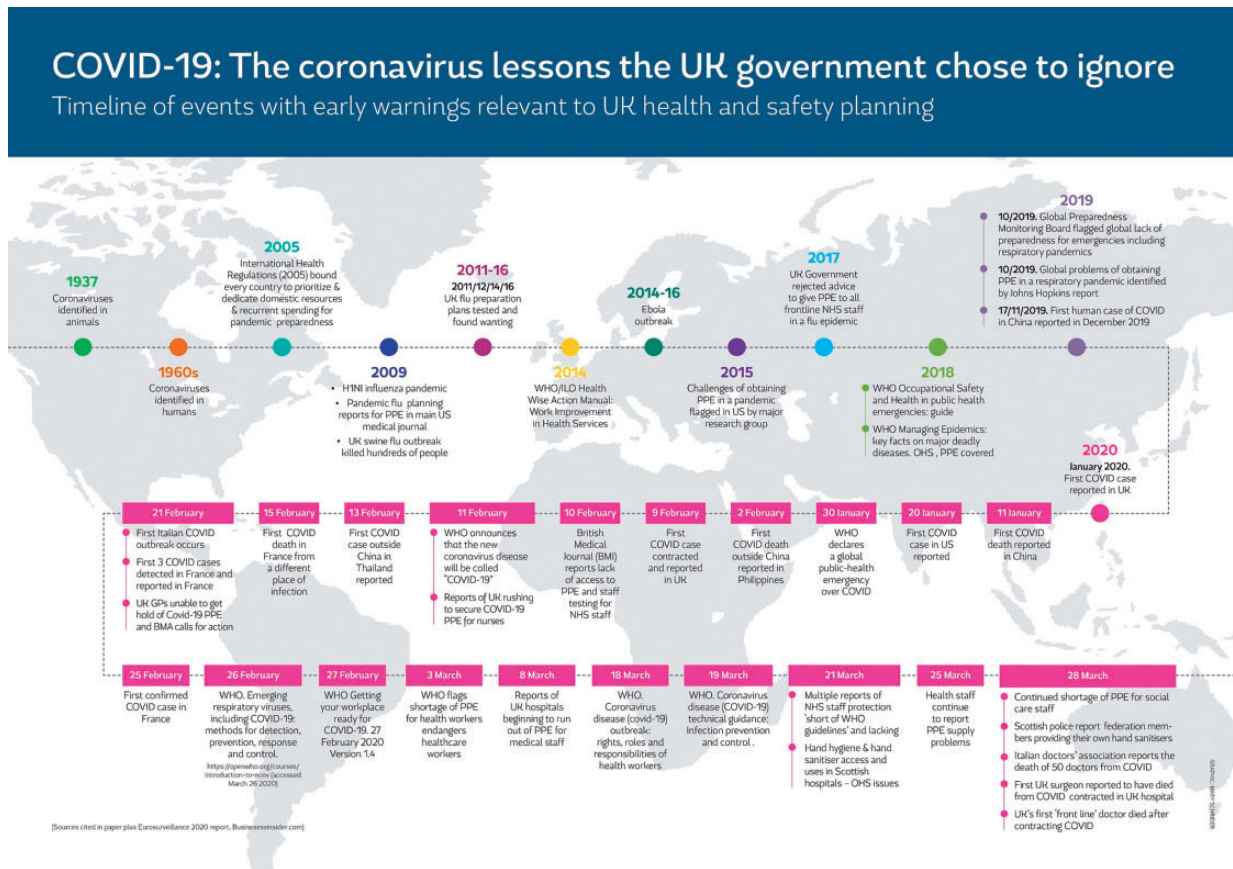 COVID-19: The coronavirus lessons the UK government chose to ignore
Timeline of events with early warnings relevant to UK health and safety planning
1937
Coronaviruses
identified in
animals
1960s
Coronaviruses
identified in
humans
2005
International Health
Regulations (2005) bound
every country to prioritize &
dedicate domestic resources
& recurrent spending for
pandemic preparedness
2009
• H1NI influenza pandemic
• Pandemic flu planning
reports for PPE in main US
medical journal
• UK swine flu outbreak
killed hundreds of people
2011-16
2011/12/14/16
UK flu preparation
plans tested and
found wanting
2014
WHO/ILO Health
Wise Action Manual:
Work Improvement
in Health Services
2014-16
Ebola
outbreak
2015
Challenges of obtaining
PPE in a pandemic
flagged in US by major
research group
2017
UK Government
rejected advice
to give PPE to all
frontline NHS staff
in a flu epidemic
2018
WHO Occupational Safety
and Health in public health
emergencies: guide
WHO Managing Epidemics:
key facts on major deadly
diseases. OHS , PPE covered
2019
10/2019. Global Preparedness
Monitoring Board flagged global lack of
preparedness for emergencies including
respiratory pandemics
10/2019. Global problems of obtaining
PPE in a respiratory pandemic identified
by Johns Hopkins report
17/11/2019. First human case of COVID
in China reported in December 2019
2020
January 2020.
First COVID case
reported in UK
21 February
First Italian COVID
outbreak occurs
First 3 COVID cases
detected in France and
reported in France
UK GPs unable to get
hold of Covid-19 PPE
and BMA calls for action
15 February
First COVID
death in
France from
a different
place of
infection
13 February
First COVID
case outside
China in
Thailand
reported
11 February
WHO announces
that the new
coronavirus disease
will be called
"COVID-19"
Reports of UK rushing
to secure COVID-19
PPE for nurses
10 February
British
Medical
Journal (BMJ)
reports lack
of access to
PPE and staff
testing for
NHS staff
9 February
First
COVID case
contracted
and reported
in UK
2 February
First
COVID death
outside China
reported in
Philippines
30 January
WHO
declares
a global
public-health
emergency
over COVID
20 January
First COVID
case in US
reported
11 January
First COVID
death reported
in China
25 February
First confirmed
COVID case in
France
26 February
WHO. Emerging
respiratory viruses,
including COVID-19:
methods for detection,
prevention, response
and control.
https://openwho.org/courses/
introduction-to-ncov (accessed
March 26 2020)
27 February
WHO Getting
your workplace
ready for
COVID-19. 27
February 2020
Version 1.4
3 March
WHO flags
shortage of PPE
for health workers
endangers
healthcare
workers
8 March
Reports of
UK hospitals
beginning to run
out of PPE for
medical staff
18 March
WHO.
Coronavirus
disease (covid-19)
outbreak:
rights, roles and
responsibilities of
health workers
19 March
WHO. Coronavirus
disease (COVID-19)
technical guidance:
Infection prevention
and control .
21 March
Multiple reports of
NHS staff protection
'short of WHO
guidelines' and lacking
Hand hygiene & hand
sanitiser access and
uses in Scottish
hospitals – OHS issues
25 March
Health staff
continue
to report
PPE supply
problems
28 March
Continued shortage of PPE for social
care staff
Scottish police report federation mem-
bers providing their own hand sanitisers
Italian doctors' association reports the
death of 50 doctors from COVID
First UK surgeon reported to have died
from COVID contracted in UK hospital
UK's first 'front line' doctor died after
contracting COVID
(Sources cited in paper plus Eurosurveillance 2020 report, Businessinsider.com)
GRAPHIC: MARY